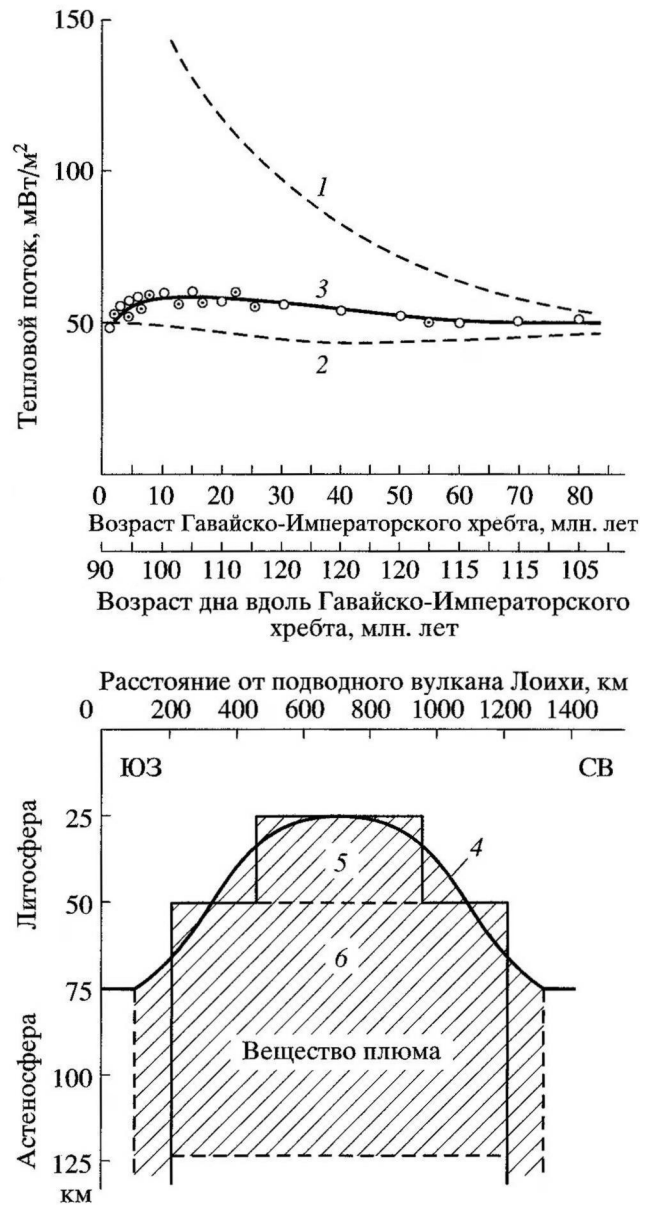 150
100
50
Тепловой поток, мВт/м²
1
3
2
0 10 20 30 40 50 60 70 80
Возраст Гавайско-Императорского хребта, млн. лет
90 100 110 110 120 120 115 115 105
Возраст дна вдоль Гавайско-Императорского
хребта, млн. лет
Расстояние от подводного вулкана Лоихи, км
0 200 400 600 800 1000 1200 1400
ЮЗ СВ
Литосфера
Астеносфера
25
50
75
100
125
км
4
5
6
Вещество плюма